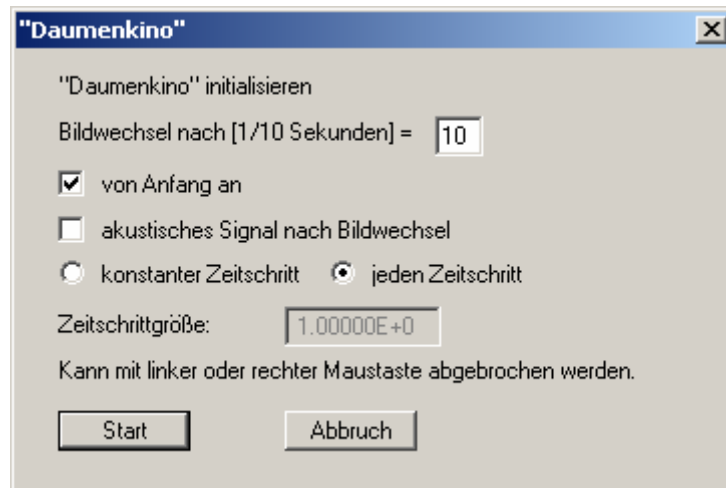 "Daumenkino"
"Daumenkino" initialisieren
Bildwechsel nach [1/10 Sekunden] = 10
von Anfang an
akustisches Signal nach Bildwechsel
konstanter Zeitschritt jeden Zeitschritt
Zeitschrittgröße: 1.00000E+0
Kann mit linker oder rechter Maustaste abgebrochen werden.
Start Abbruch